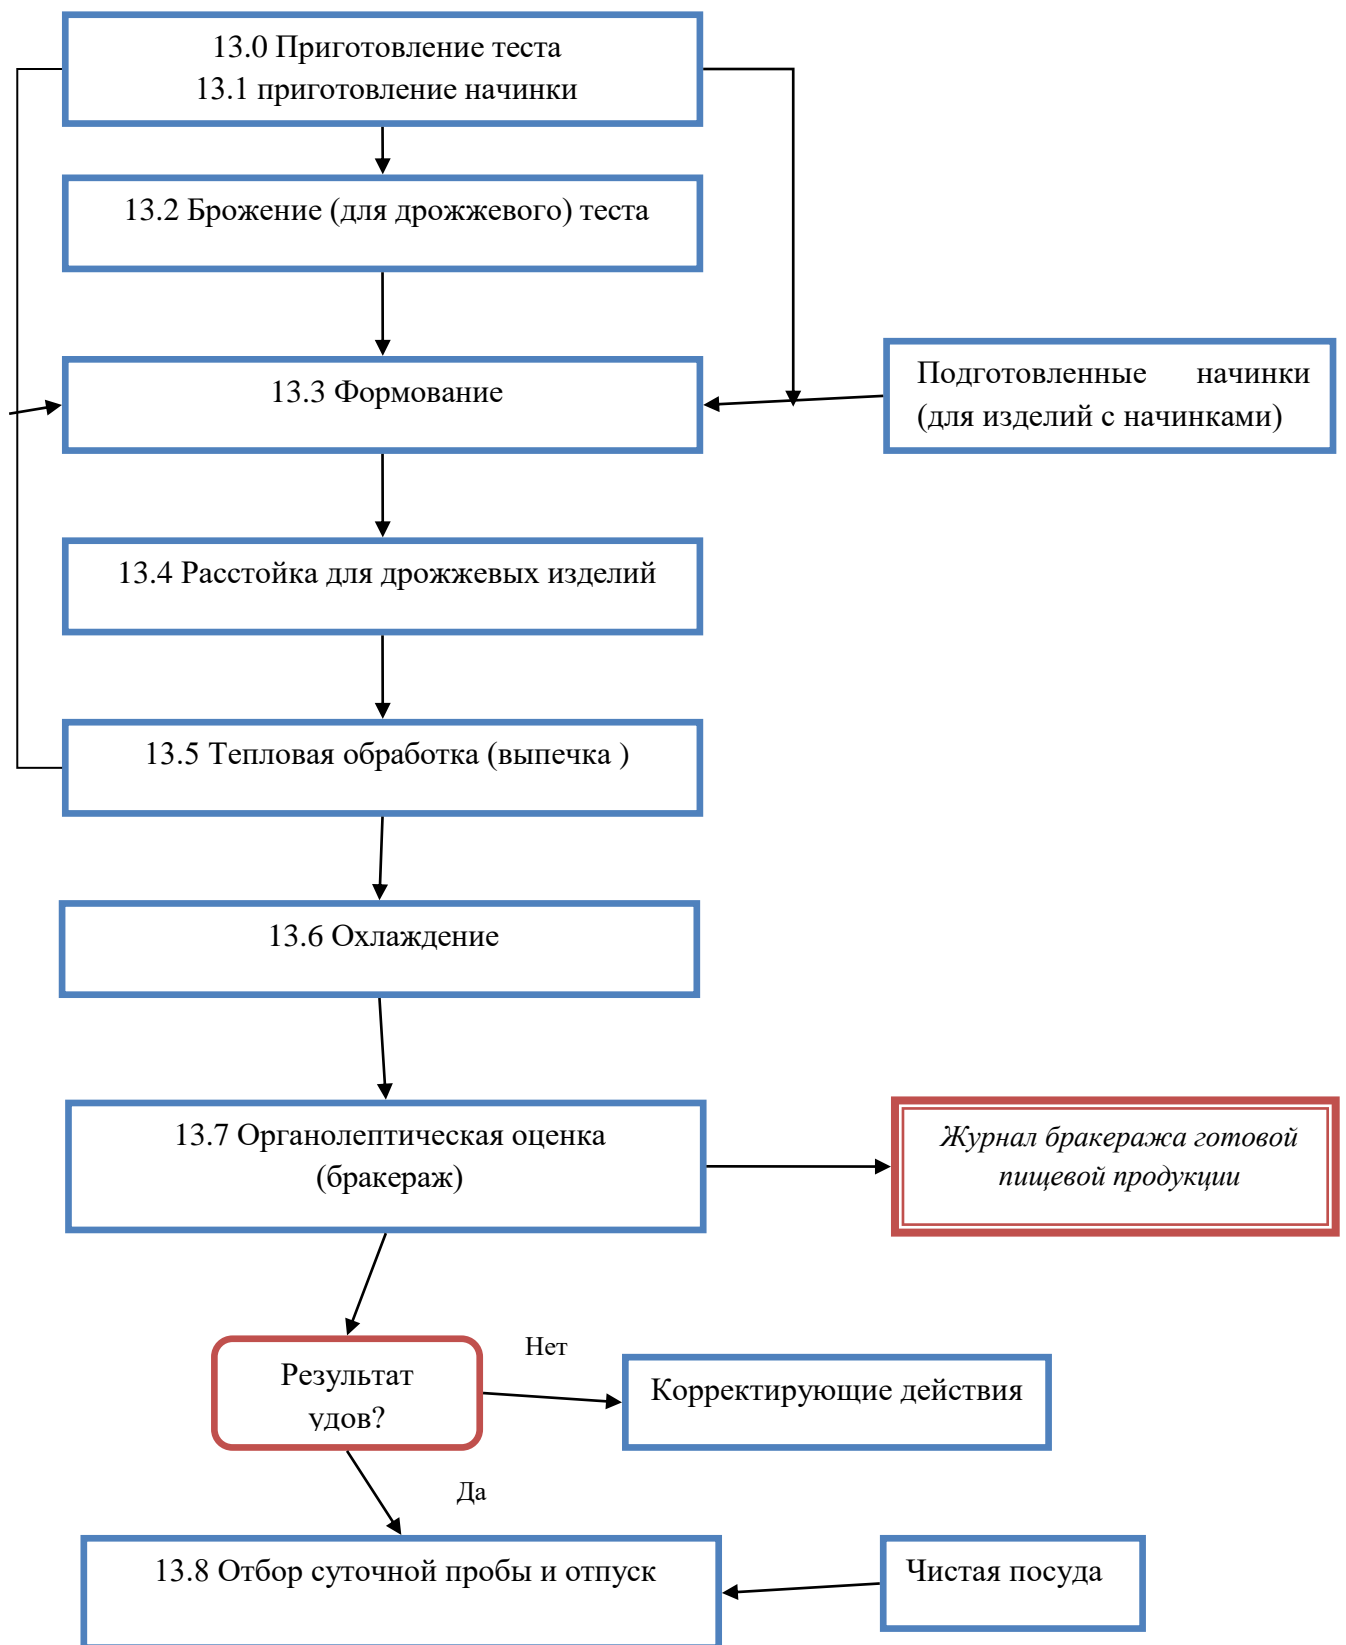 13.0 Приготовление теста
13.1 приготовление начинки
13.2 Брожение (для дрожжевого) теста
13.3 Формование
Подготовленные начинки
(для изделий с начинками)
13.4 Расстойка для дрожжевых изделий
13.5 Тепловая обработка (выпечка )
13.6 Охлаждение
13.7 Органолептическая оценка
(бракераж)
Журнал бракеража готовой
пищевой продукции
Результат
удов?
Нет
Корректирующие действия
Да
13.8 Отбор суточной пробы и отпуск
Чистая посуда